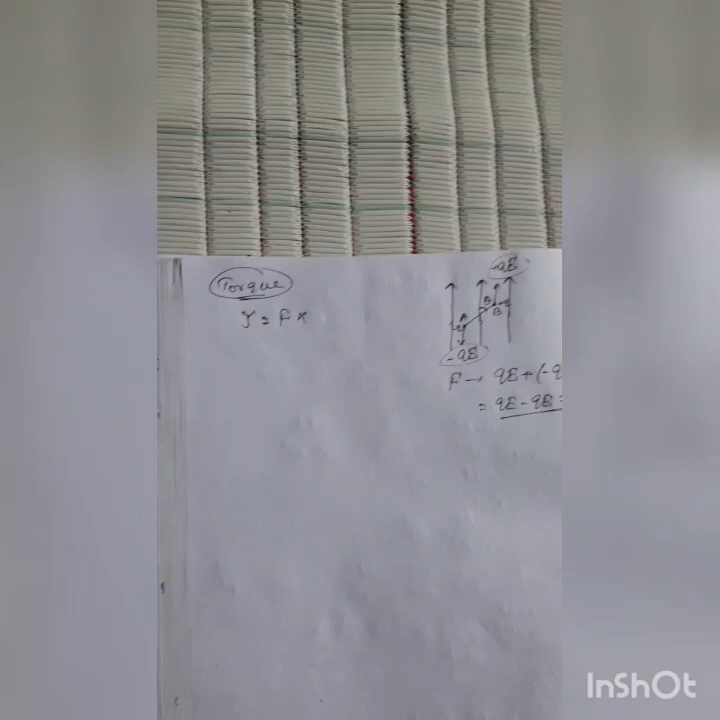 Torque
qE
τ = F ×
B
- qE
F → qE + (-q
= qE - qE =
InShOt